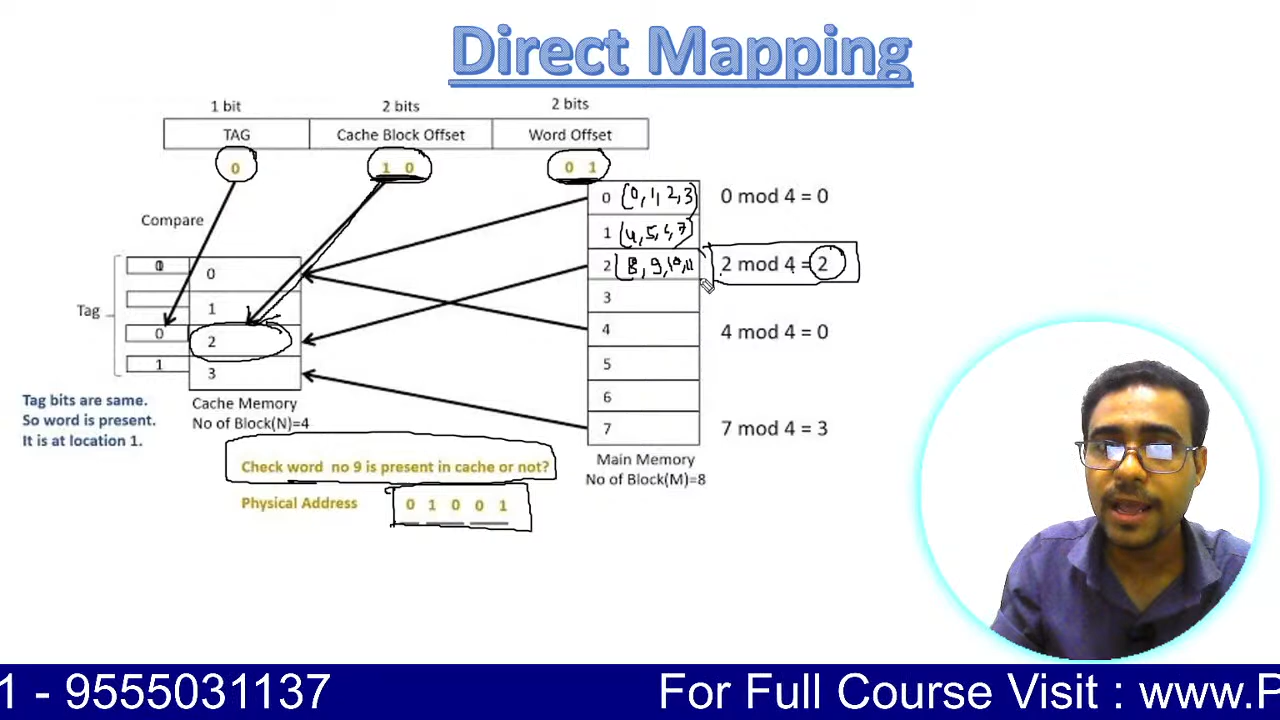 Direct Mapping
1 bit 2 bits 2 bits
TAG Cache Block Offset Word Offset
0 1 0 0 1
Compare
Tag
0
0
1
0
1
2
3
Cache Memory
No of Block(N)=4
Tag bits are same.
So word is present.
It is at location 1.
0 (0, 1, 2, 3) 0 mod 4 = 0
1 (4, 5, 6, 7)
2 (8, 9, 10, 11 2 mod 4 = 2
3
4 4 mod 4 = 0
5
6
7 7 mod 4 = 3
Main Memory
No of Block(M)=8
Check word no 9 is present in cache or not?
Physical Address 0 1 0 0 1
1 - 9555031137 For Full Course Visit : www.P